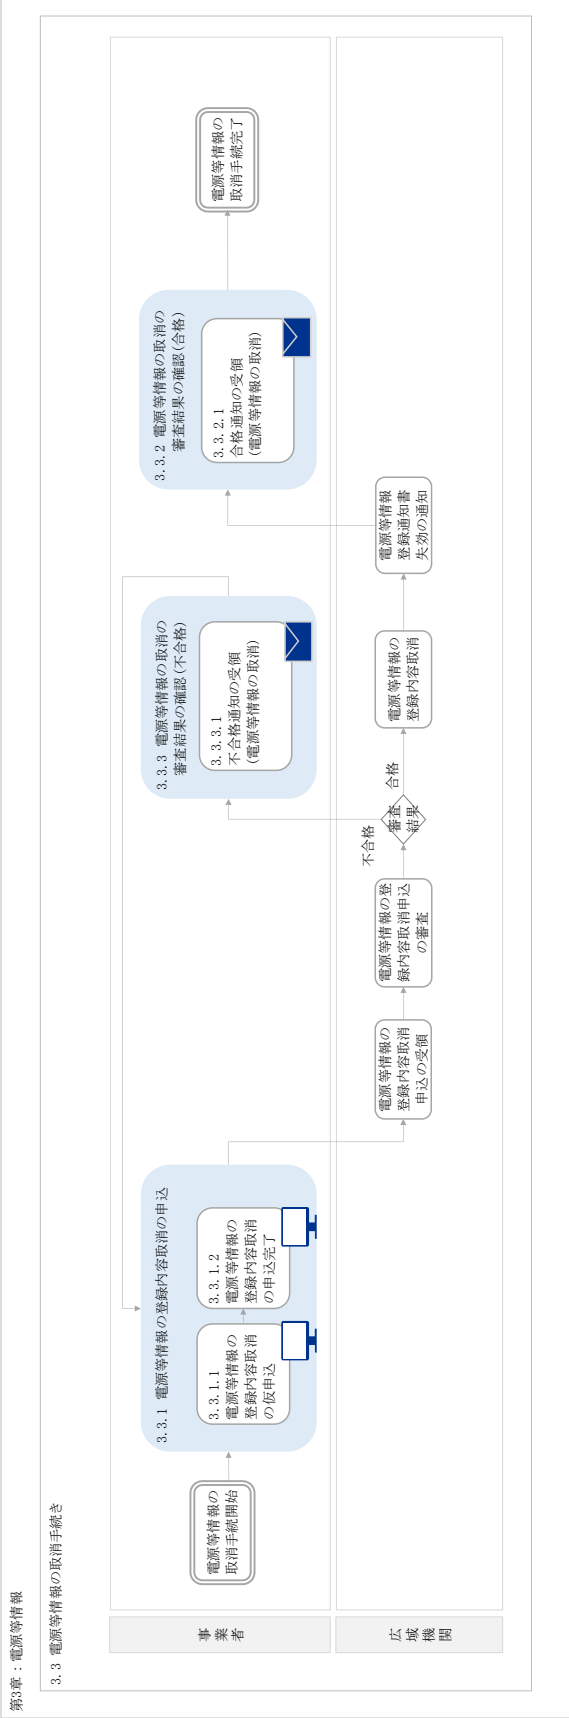 第3章：電源等情報
3.3 電源等情報の取消手続き
事業者
電源等情報の
取消手続開始
3.3.1 電源等情報の登録内容取消の申込
3.3.1.1
電源等情報の
登録内容取消
の仮申込
3.3.1.2
電源等情報の
登録内容取消
の申込完了
3.3.3 電源等情報の取消の
審査結果の確認(不合格)
3.3.3.1
不合格通知の受領
(電源等情報の取消)
3.3.2 電源等情報の取消の
審査結果の確認(合格)
3.3.2.1
合格通知の受領
(電源等情報の取消)
電源等情報の
取消手続完了
広域機関
電源等情報の
登録内容取消
申込の受領
電源等情報の登
録内容取消申込
の審査
不合格
審査
結果
合格
電源等情報の
登録内容取消
電源等情報
登録通知書
失効の通知